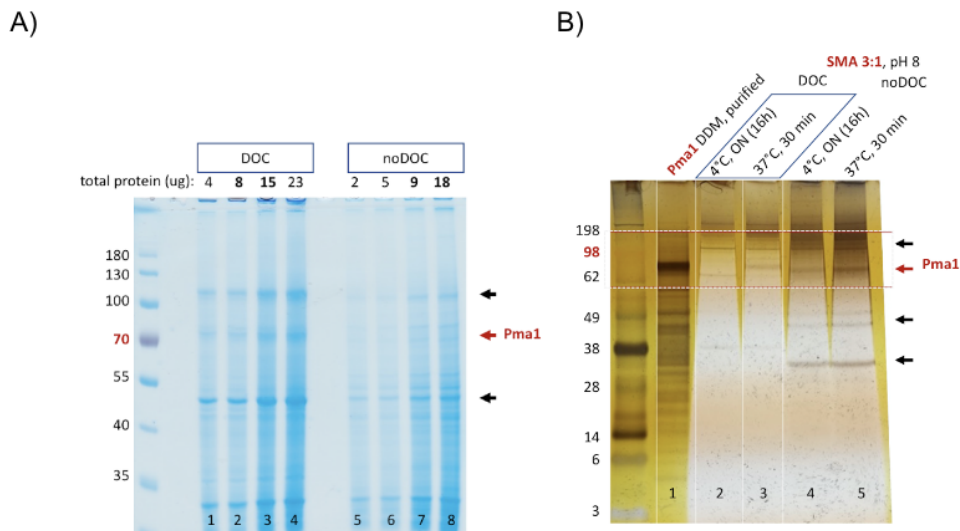 A)
DOC noDOC
total protein (ug): 4 8 15 23 2 5 9 18
180
130
100
70
55
40
35
Pma1
1 2 3 4 5 6 7 8
B)
SMA 3:1, pH 8
DOC noDOC
Pma1 DDM, purified
4°C, ON (16h)
37°C, 30 min
4°C, ON (16h)
37°C, 30 min
198
98
62
49
38
28
14
6
3
Pma1
1 2 3 4 5